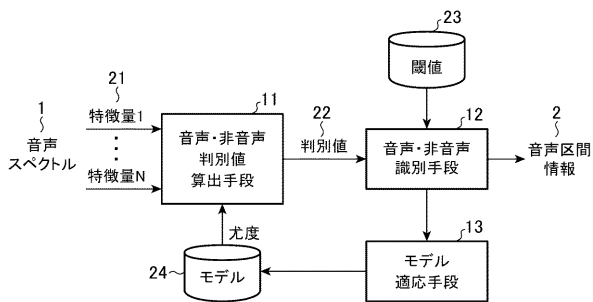 23
閾値
21
1
音声
スペクトル
特徴量1
特徴量N
11
音声・非音声
判別値
算出手段
22
判別値
12
音声・非音声
識別手段
2
音声区間
情報
尤度
24
モデル
13
モデル
適応手段